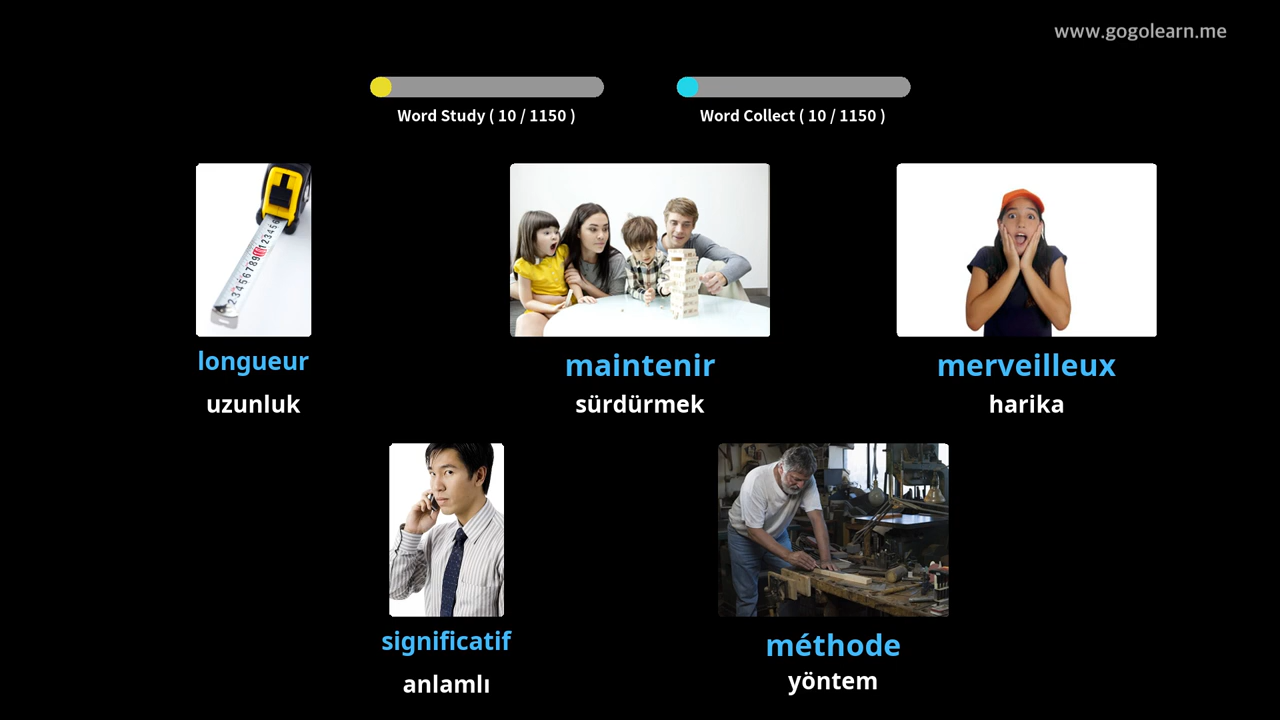 www.gogolearn.me
Word Study ( 10 / 1150 )
Word Collect ( 10 / 1150 )
longueur
uzunluk
maintenir
sürdürmek
merveilleux
harika
significatif
anlamlı
méthode
yöntem